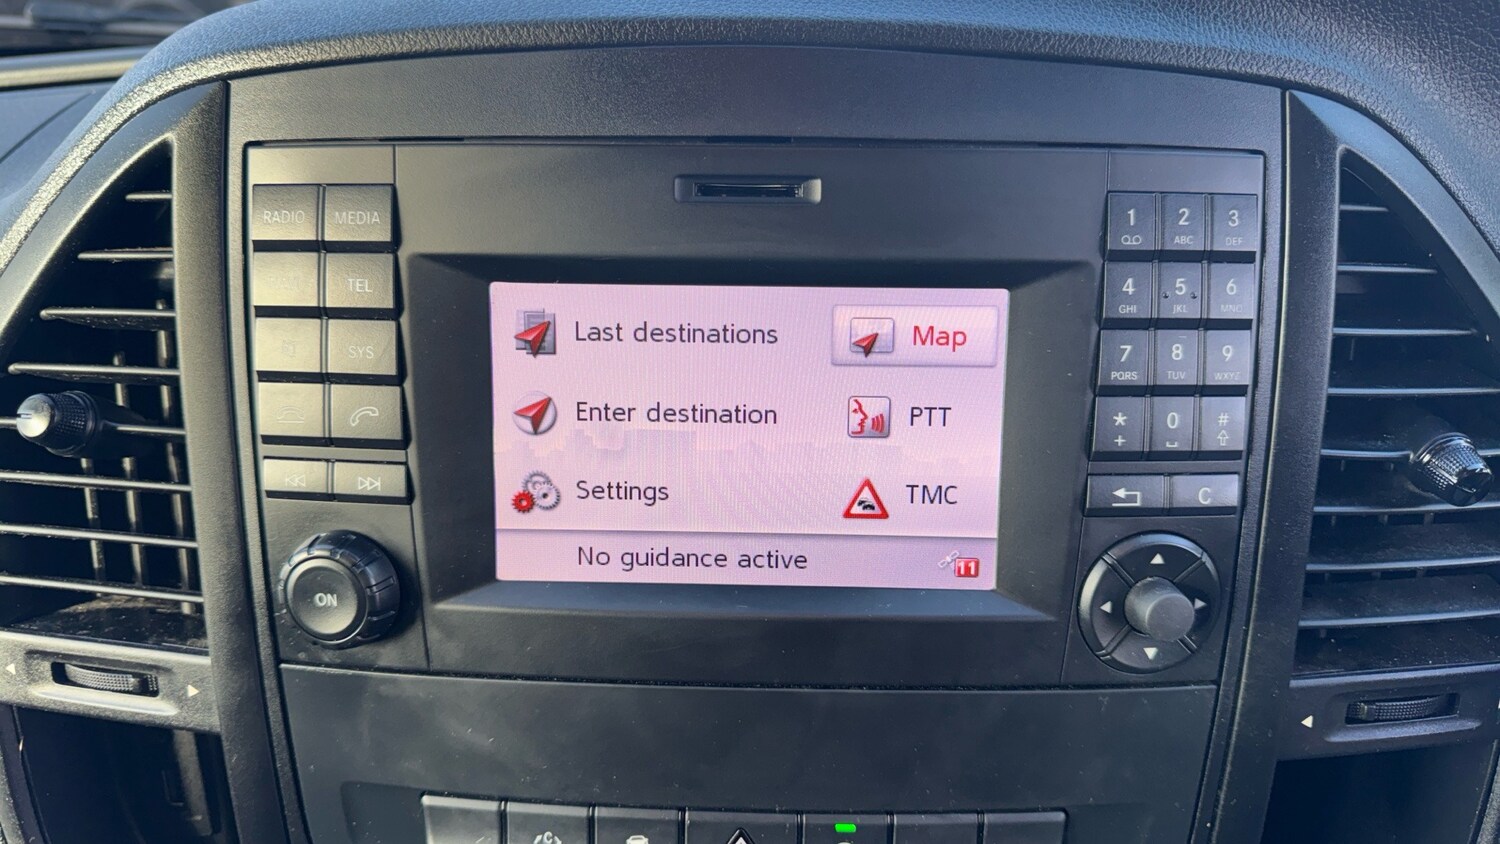 RADIO MEDIA
TEL
SYS
ON
Last destinations
Map
Enter destination
PTT
Settings
TMC
No guidance active
11
1 2 3
ABC DEF
4 5 6
GHI JKL MNO
7 8 9
PQRS TUV WXYZ
* 0 #
+
C